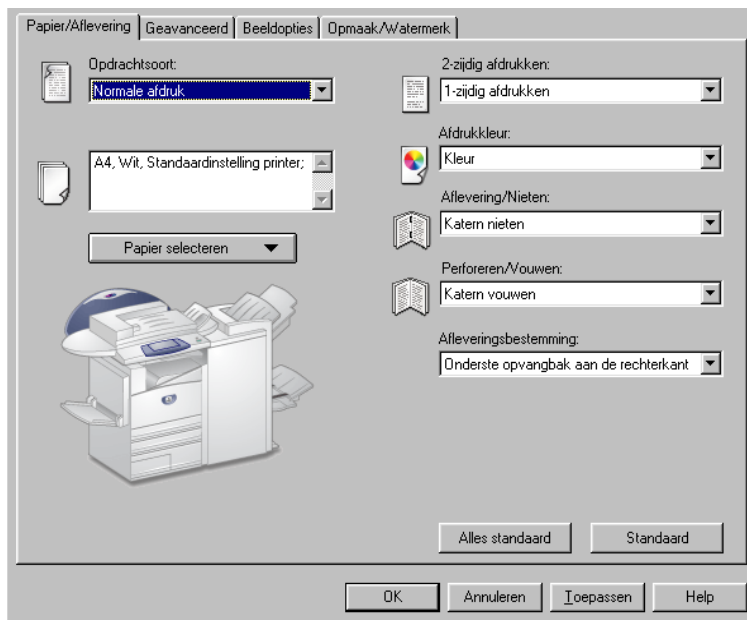 Papier/Aflevering
Geavanceerd
Beeldopties
Opmaak/Watermerk
Opdrachtsoort:
Normale afdruk
A4, Wit, Standaardinstelling printer;
Papier selecteren
2-zijdig afdrukken:
1-zijdig afdrukken
Afdrukkleur:
Kleur
Aflevering/Nieten:
Katern nieten
Perforeren/Vouwen:
Katern vouwen
Afleveringsbestemming:
Onderste opvangbak aan de rechterkant
Alles standaard
Standaard
OK
Annuleren
Toepassen
Help